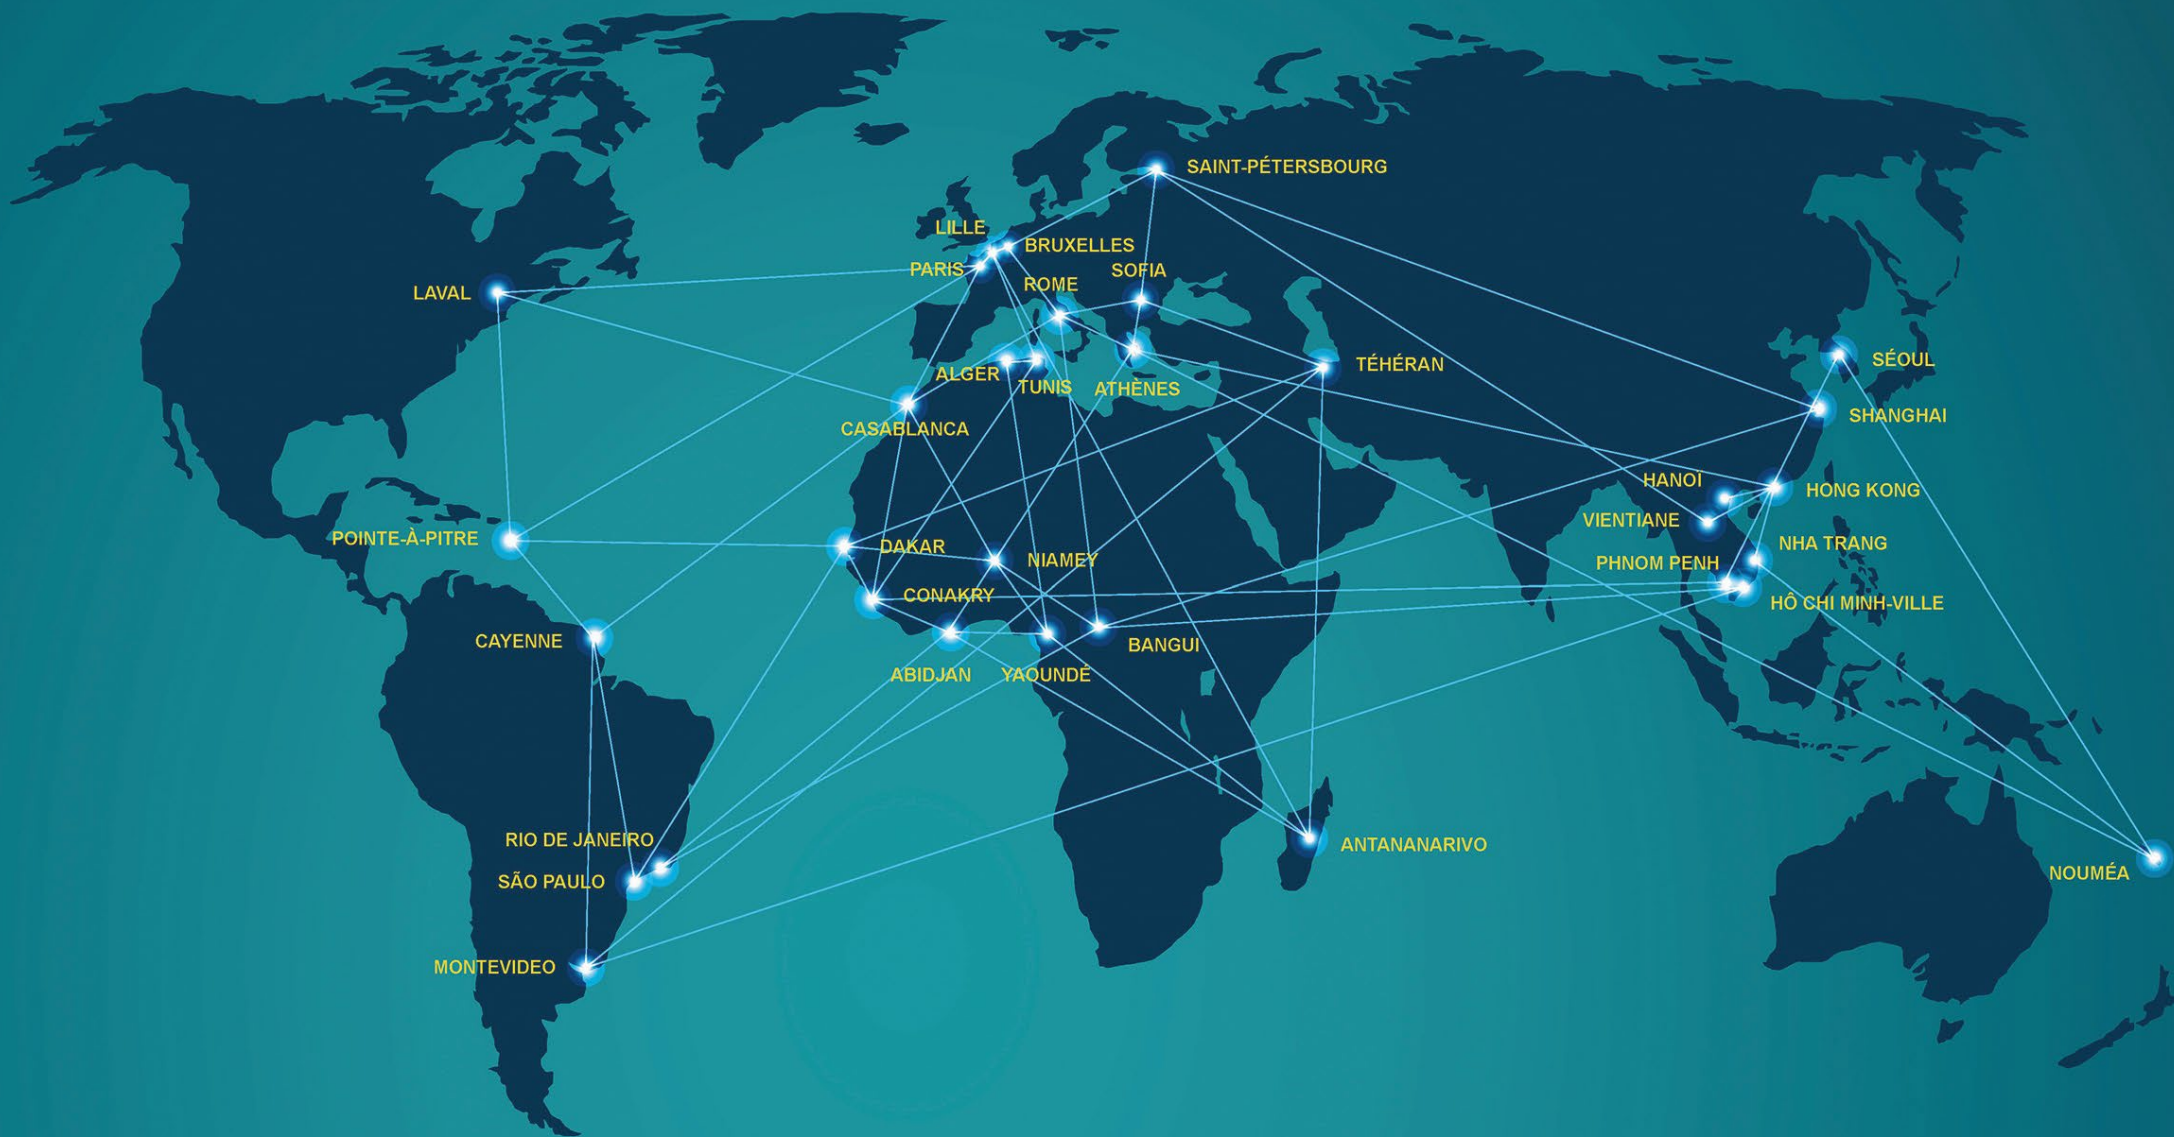 SAINT-PÉTERSBOURG
LILLE
BRUXELLES
PARIS
SOFIA
ROME
LAVAL
TÉHÉRAN
SÉOUL
ALGER
TUNIS
ATHÈNES
SHANGHAI
CASABLANCA
HANOÏ
HONG KONG
VIENTIANE
POINTE-À-PITRE
DAKAR
NHA TRANG
NIAMEY
PHNOM PENH
CONAKRY
HÔ CHI MINH-VILLE
CAYENNE
BANGUI
ABIDJAN
YAOUNDÉ
RIO DE JANEIRO
ANTANANARIVO
NOUMÉA
SÃO PAULO
MONTEVIDEO